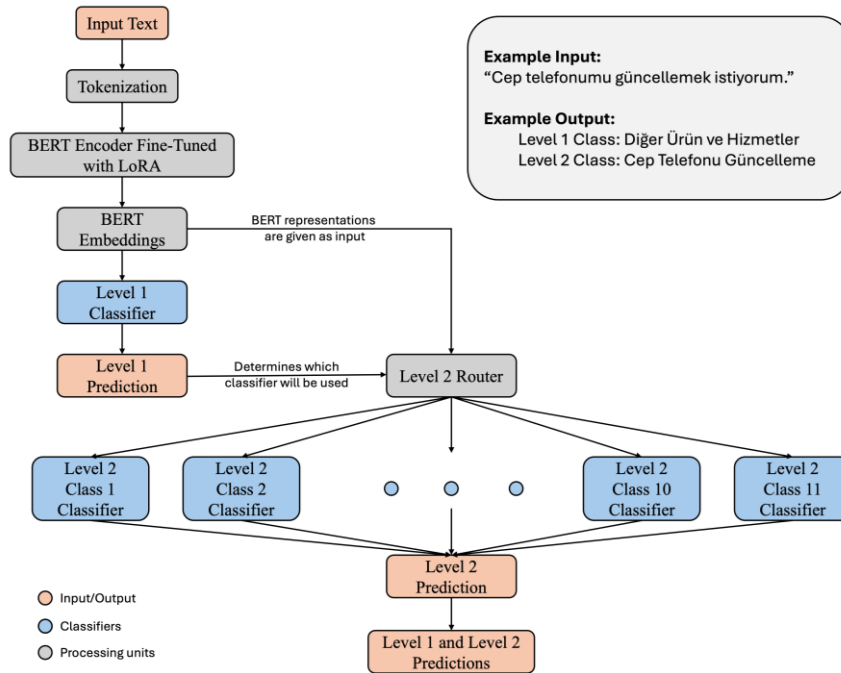 Input Text
Tokenization
BERT Encoder Fine-Tuned
with LoRA
BERT
Embeddings
BERT representations
are given as input
Level 1
Classifier
Level 1
Prediction
Determines which
classifier will be used
Level 2 Router
Level 2
Class 1
Classifier
Level 2
Class 2
Classifier
Level 2
Class 10
Classifier
Level 2
Class 11
Classifier
Level 2
Prediction
Level 1 and Level 2
Predictions
Input/Output
Classifiers
Processing units
Example Input:
“Cep telefonumu güncellemek istiyorum.”
Example Output:
Level 1 Class: Diğer Ürün ve Hizmetler
Level 2 Class: Cep Telefonu Güncelleme